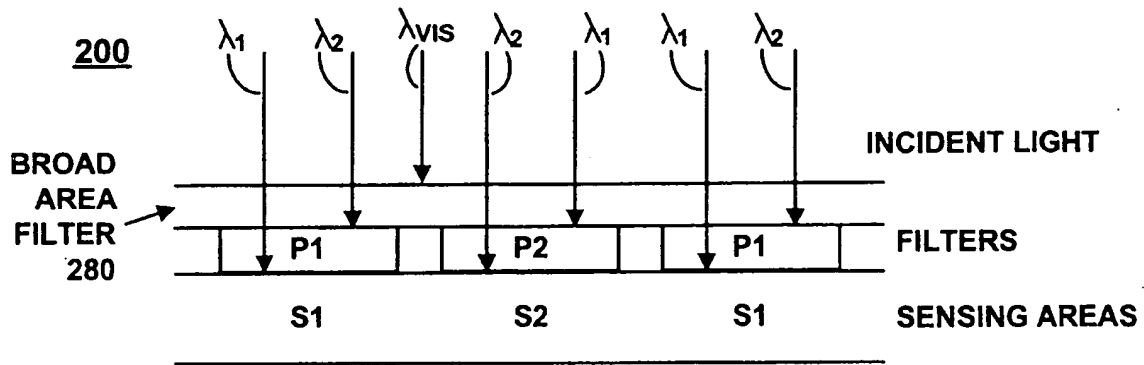 200
λ1 λ2 λVIS λ2 λ1 λ1 λ2
INCIDENT LIGHT
BROAD
AREA
FILTER
280
P1 P2 P1
FILTERS
S1 S2 S1
SENSING AREAS